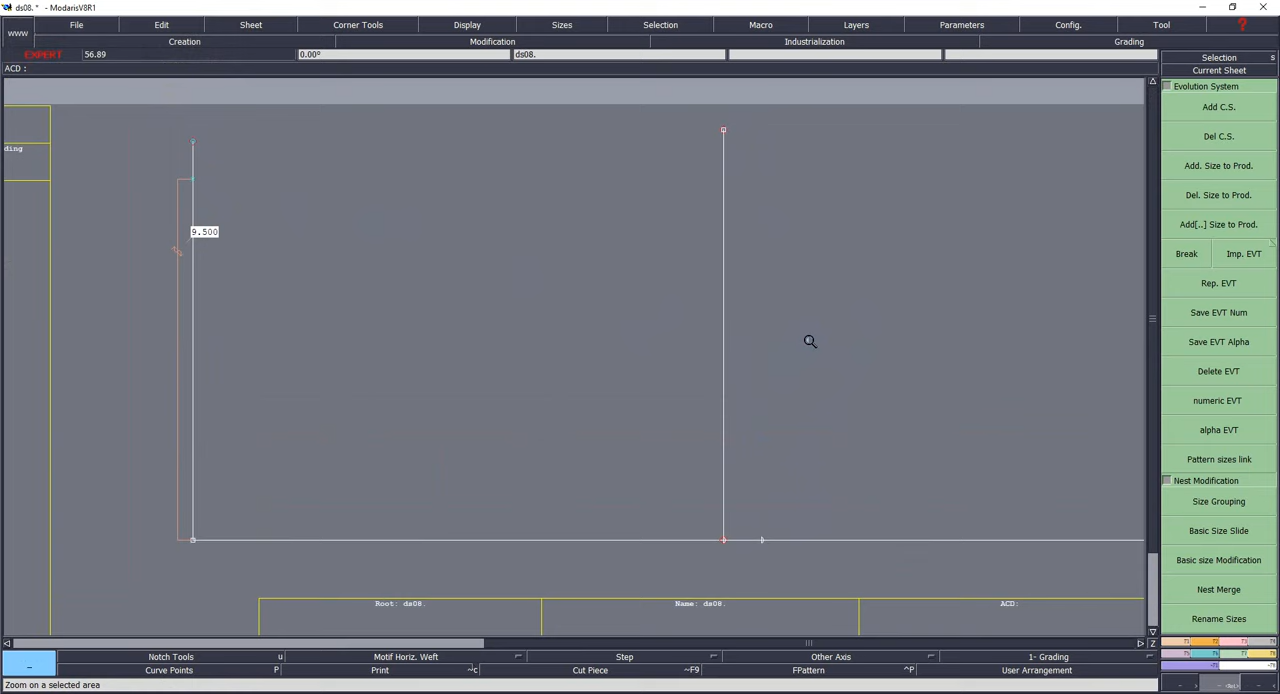 ds08. * - ModarisV8R1
www File Edit Sheet Corner Tools Display Sizes Selection Macro Layers Parameters Config. Tool ?
Creation Modification Industrialization Grading
EXPERT 56.89 0.00º ds08.
ACD :
Selection s
Current Sheet
Evolution System
Add C.S.
Del C.S.
Add. Size to Prod.
Del. Size to Prod.
Add[..] Size to Prod.
Break Imp. EVT
Rep. EVT
Save EVT Num
Save EVT Alpha
Delete EVT
numeric EVT
alpha EVT
Pattern sizes link
Nest Modification
Size Grouping
Basic Size Slide
Basic size Modification
Nest Merge
Rename Sizes
ding
9.500
Root: ds08. Name: ds08. ACD:
Z
Notch Tools u Motif Horiz. Weft Step Other Axis 1- Grading
Curve Points P Print ~c Cut Piece ~F9 FPattern ^P User Arrangement
Zoom on a selected area